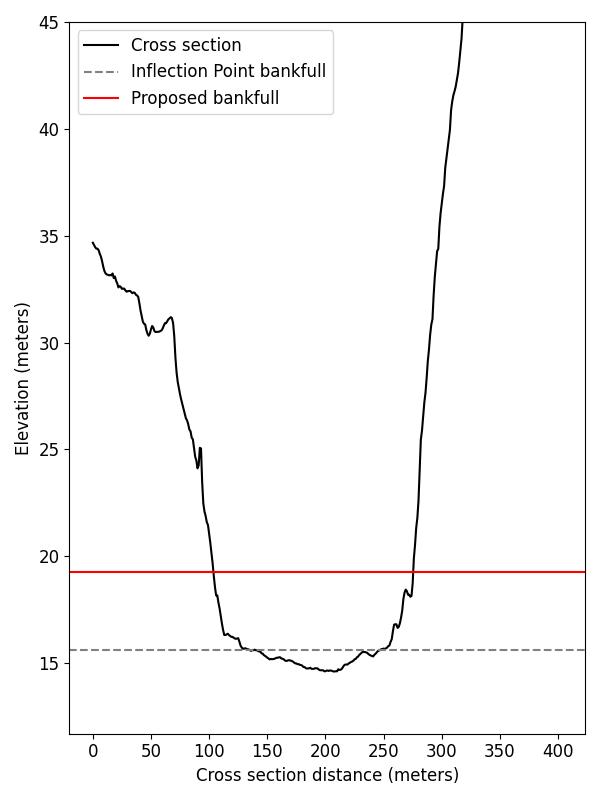 Cross section
Inflection Point bankfull
Proposed bankfull
Elevation (meters)
45
40
35
30
25
20
15
0 50 100 150 200 250 300 350 400
Cross section distance (meters)